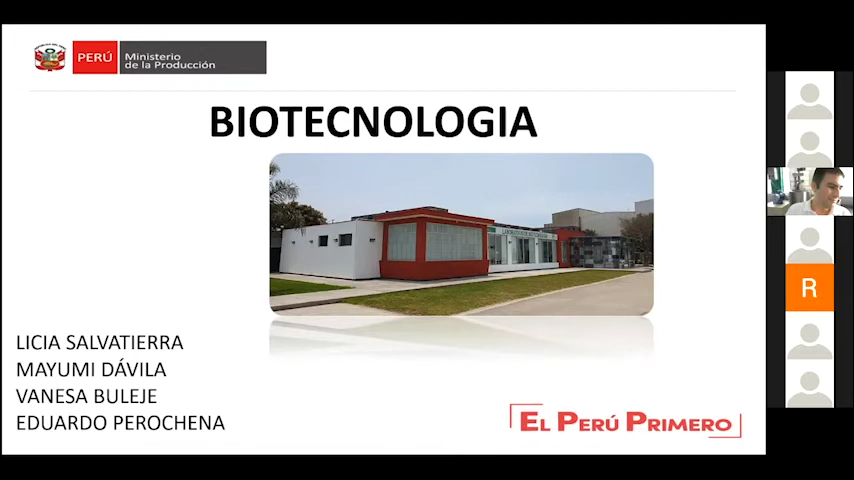 PERÚ
Ministerio
de la Producción
BIOTECNOLOGIA
LICIA SALVATIERRA
MAYUMI DÁVILA
VANESA BULEJE
EDUARDO PEROCHENA
EL PERÚ PRIMERO
R